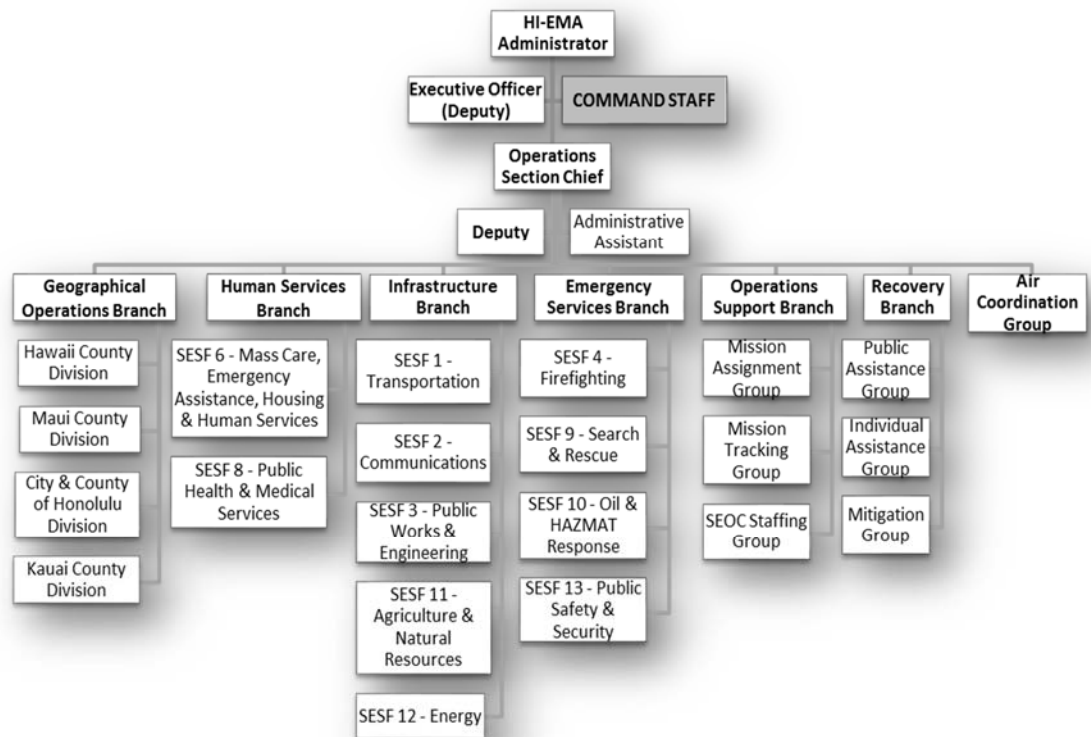 HI-EMA
Administrator
Executive Officer
(Deputy)
COMMAND STAFF
Operations
Section Chief
Deputy
Administrative
Assistant
Geographical
Operations Branch
Hawaii County
Division
Maui County
Division
City & County
of Honolulu
Division
Kauai County
Division
Human Services
Branch
SESF 6 - Mass Care,
Emergency
Assistance, Housing
& Human Services
SESF 8 - Public
Health & Medical
Services
Infrastructure
Branch
SESF 1 -
Transportation
SESF 2 -
Communications
SESF 3 - Public
Works &
Engineering
SESF 11 -
Agriculture &
Natural
Resources
SESF 12 - Energy
Emergency
Services Branch
SESF 4 -
Firefighting
SESF 9 - Search
& Rescue
SESF 10 - Oil &
HAZMAT
Response
SESF 13 - Public
Safety &
Security
Operations
Support Branch
Mission
Assignment
Group
Mission
Tracking
Group
SEOC Staffing
Group
Recovery
Branch
Public
Assistance
Group
Individual
Assistance
Group
Mitigation
Group
Air
Coordination
Group